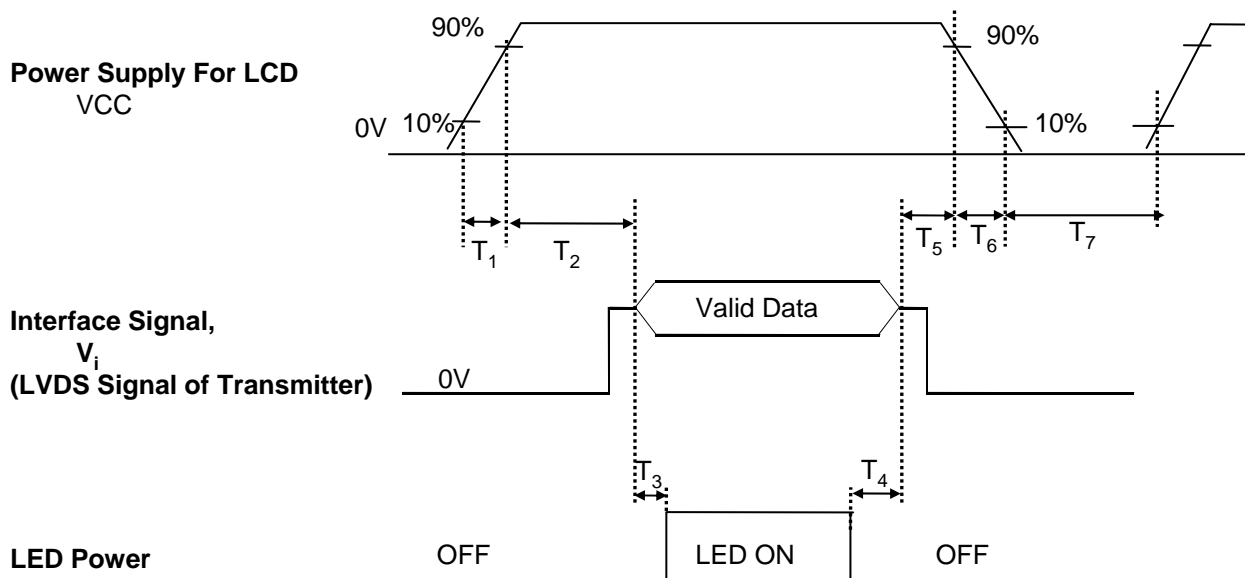 90%
90%
Power Supply For LCD
VCC
0V
10%
10%
T1
T2
T5
T6
T7
Valid Data
Interface Signal,
Vi
(LVDS Signal of Transmitter)
0V
T3
T4
LED Power
OFF
LED ON
OFF